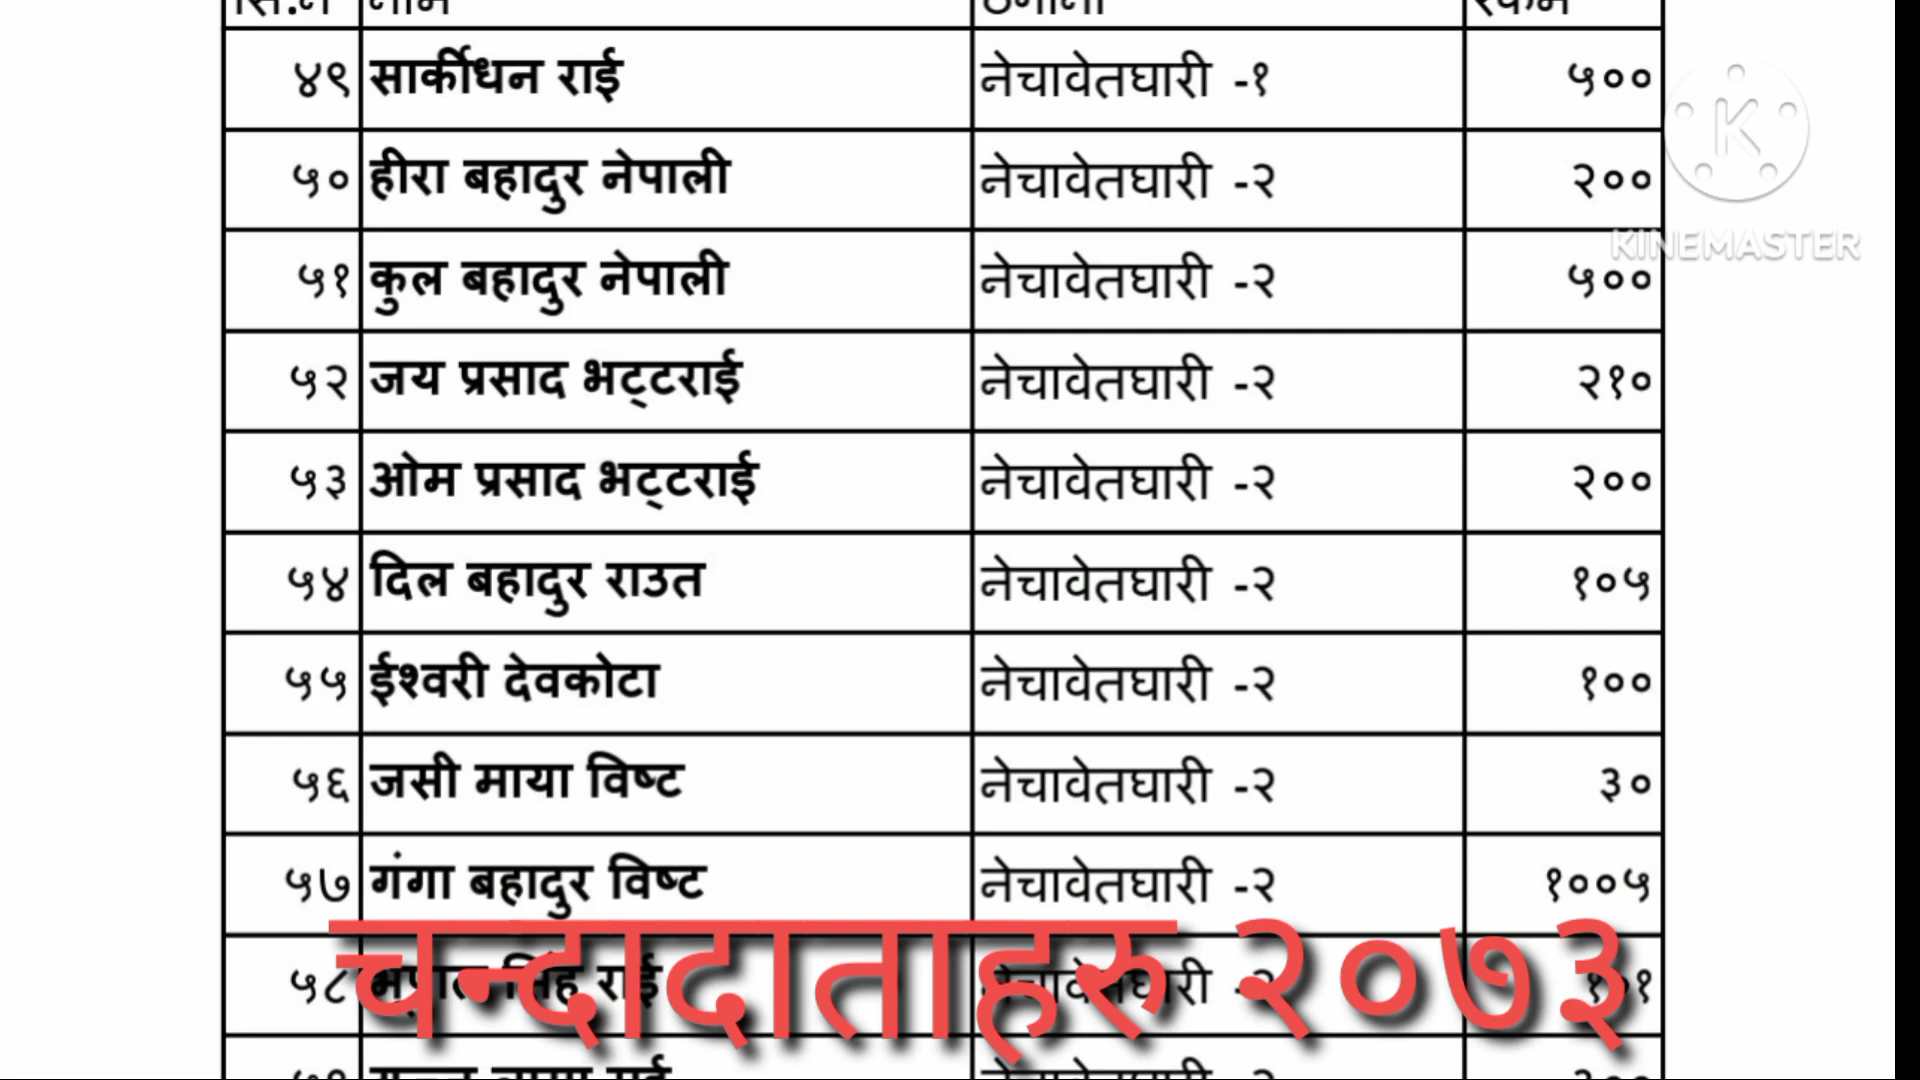 सि.न नाम ठेगाना रकम
४९ सार्कीधन राई नेचावेतघारी -१ ५००
५० हीरा बहादुर नेपाली नेचावेतघारी -२ २००
५१ कुल बहादुर नेपाली नेचावेतघारी -२ ५००
५२ जय प्रसाद भट्टराई नेचावेतघारी -२ २१०
५३ ओम प्रसाद भट्टराई नेचावेतघारी -२ २००
५४ दिल बहादुर राउत नेचावेतघारी -२ १०५
५५ ईश्वरी देवकोटा नेचावेतघारी -२ १००
५६ जसी माया विष्ट नेचावेतघारी -२ ३०
५७ गंगा बहादुर विष्ट नेचावेतघारी -२ १००५
५८ सिंह राई नेचावेतघारी
चन्दादाताहरु २०७३
K
KINEMASTER